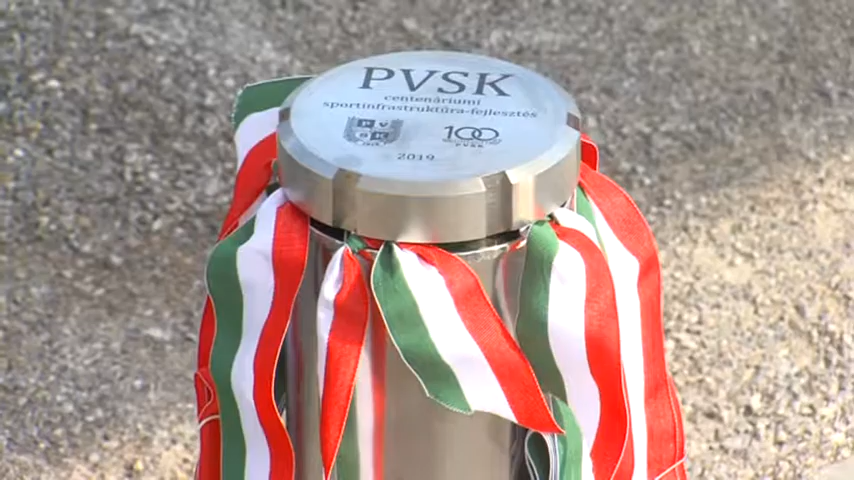 PVSK
centenáriumi
sportinfrastruktúra-fejlesztés
P V
S K
100
PVSK
2019